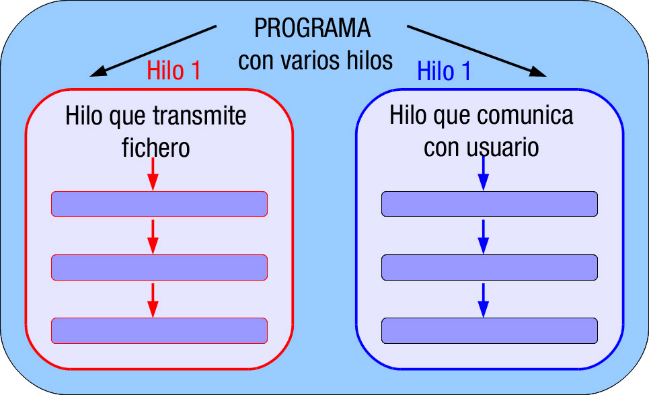 PROGRAMA
con varios hilos
Hilo 1
Hilo 1
Hilo que transmite
fichero
Hilo que comunica
con usuario